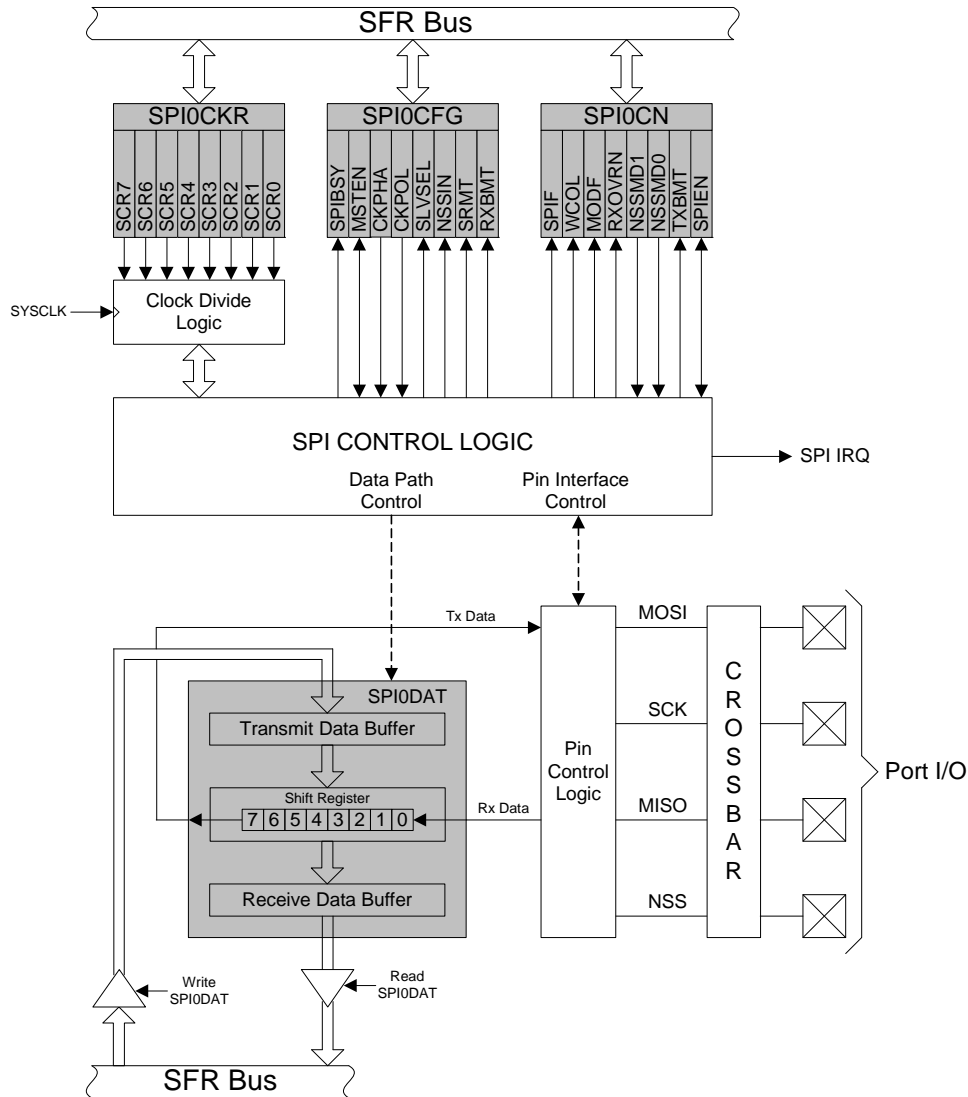 SFR Bus
SPI0CKR
SPI0CFG
SPI0CN
SCR7
SCR6
SCR5
SCR4
SCR3
SCR2
SCR1
SCR0
SPIBSY
MSTEN
CKPHA
CKPOL
SLVSEL
NSSIN
SRMT
RXBMT
SPIF
WCOL
MODF
RXOVRN
NSSMD1
NSSMD0
TXBMT
SPIEN
SYSCLK
Clock Divide
Logic
SPI CONTROL LOGIC
SPI IRQ
Data Path
Control
Pin Interface
Control
Tx Data
MOSI
SPI0DAT
Transmit Data Buffer
SCK
Shift Register
7 6 5 4 3 2 1 0
Rx Data
Pin
Control
Logic
MISO
Receive Data Buffer
NSS
CROSSBAR
Port I/O
Write
SPI0DAT
Read
SPI0DAT
SFR Bus